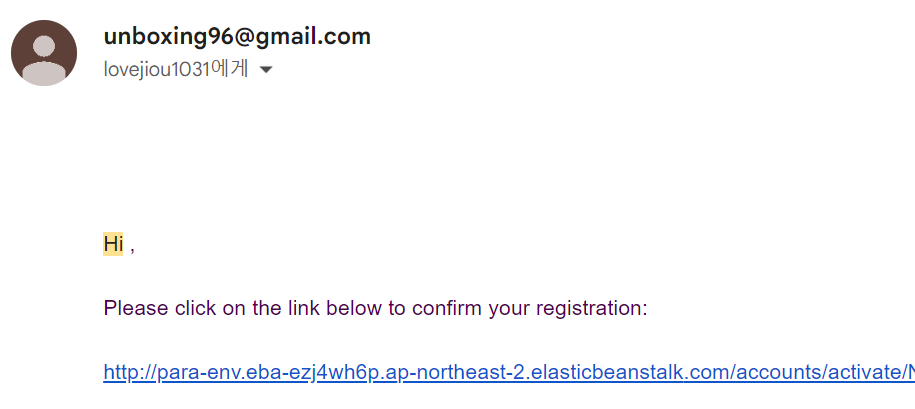 unboxing96@gmail.com
lovejiou1031에게
Hi ,
Please click on the link below to confirm your registration:
http://para-env.eba-ezj4wh6p.ap-northeast-2.elasticbeanstalk.com/accounts/activate/N